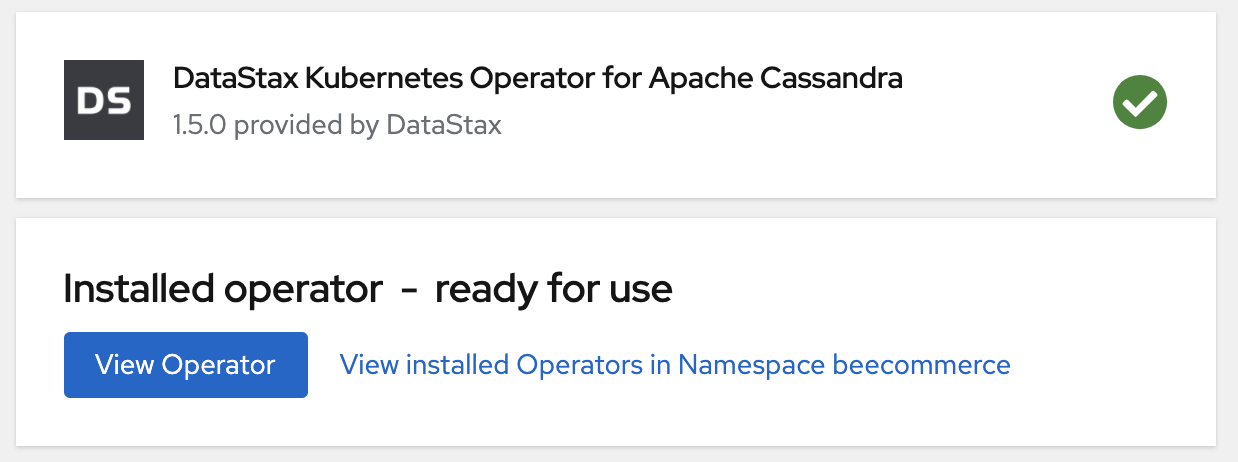 DS
DataStax Kubernetes Operator for Apache Cassandra
1.5.0 provided by DataStax
Installed operator - ready for use
View Operator
View installed Operators in Namespace beecommerce